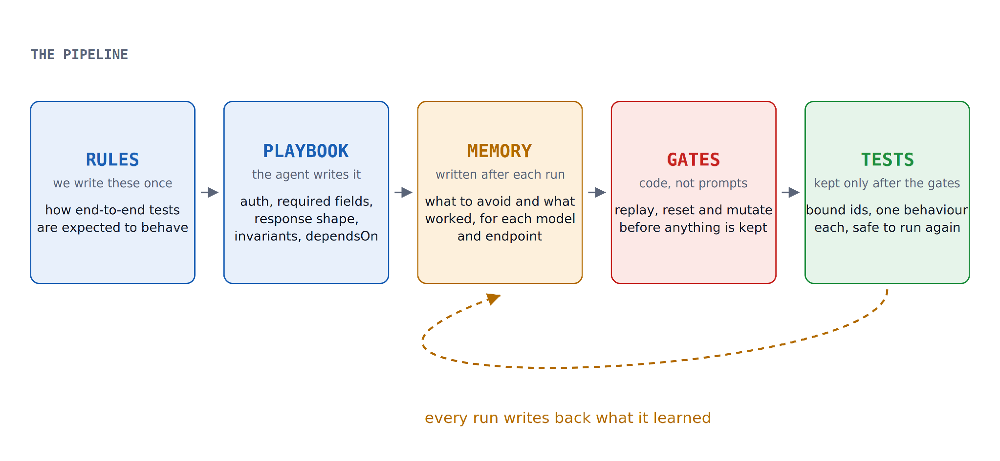 THE PIPELINE
RULES
we write these once
how end-to-end tests
are expected to behave
PLAYBOOK
the agent writes it
auth, required fields,
response shape,
invariants, dependsOn
MEMORY
written after each run
what to avoid and what
worked, for each model
and endpoint
GATES
code, not prompts
replay, reset and mutate
before anything is kept
TESTS
kept only after the gates
bound ids, one behaviour
each, safe to run again
every run writes back what it learned